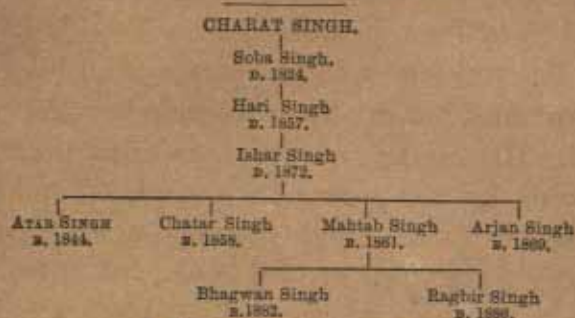 CHARAT SINGH.
Soba Singh.
D. 1824.
Hari Singh
D. 1857.
Ishar Singh
D. 1872.
ATAR SINGH Chatar Singh Mahtab Singh Arjan Singh
B. 1844. B. 1858. B. 1861. B. 1869.
Bhagwan Singh Ragbir Singh
B. 1882. B. 1886.